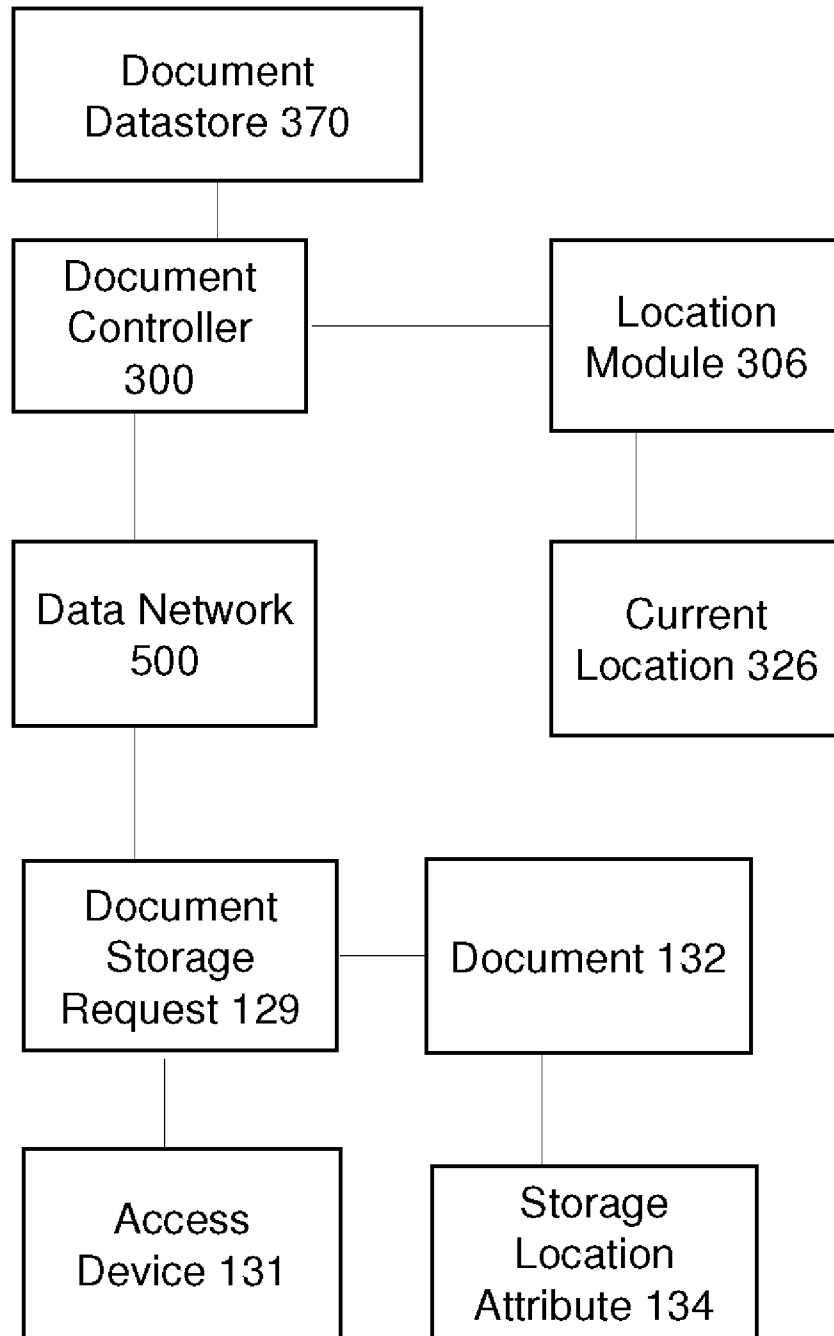 Document
Datastore 370
Document
Controller
300
Location
Module 306
Data Network
500
Current
Location 326
Document
Storage
Request 129
Document 132
Access
Device 131
Storage
Location
Attribute 134